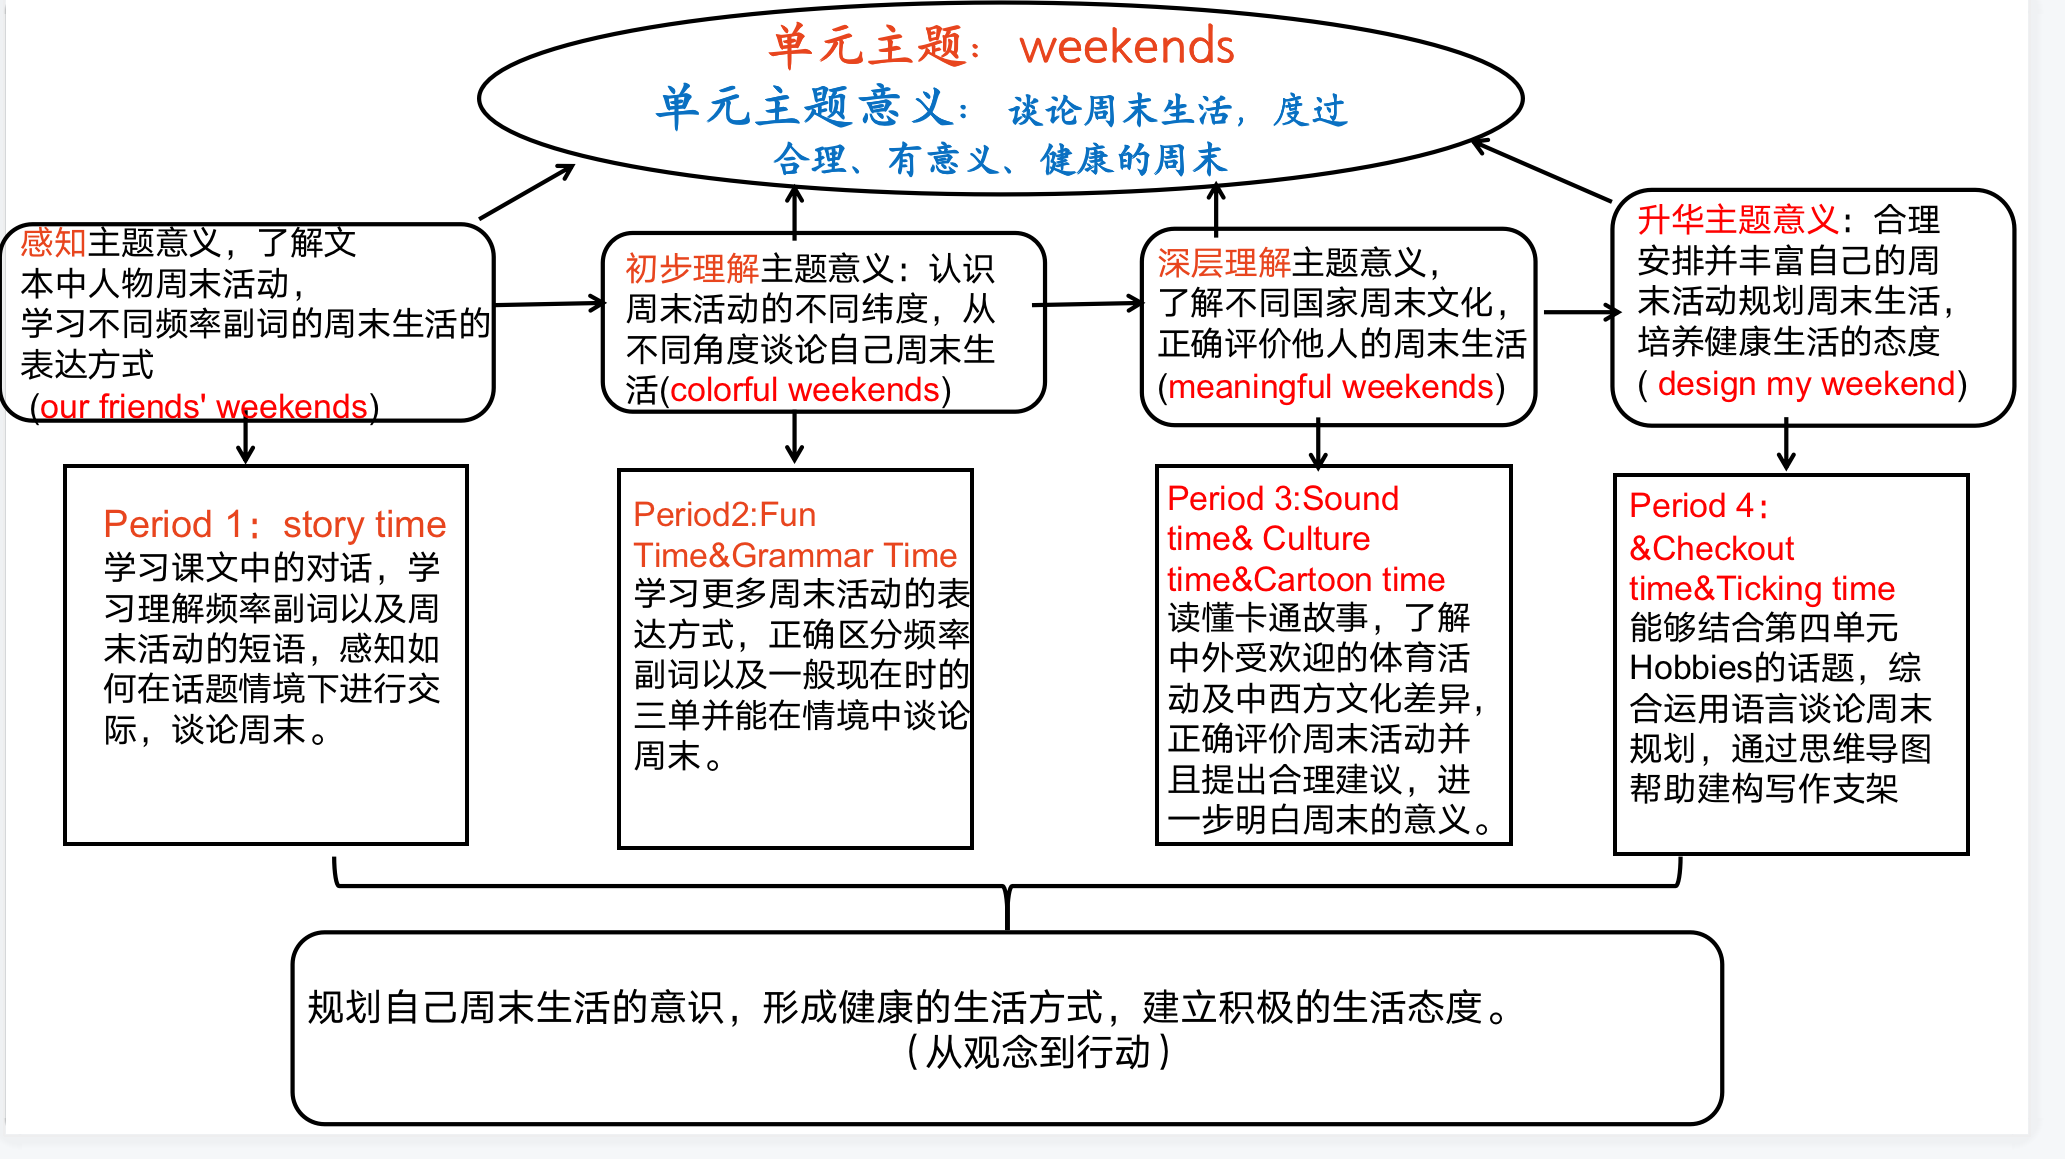 单元主题： weekends
单元主题意义： 谈论周末生活，度过
合理、有意义、健康的周末
感知主题意义，了解文
本中人物周末活动，
学习不同频率副词的周末生活的
表达方式
(our friends' weekends)
初步理解主题意义：认识
周末活动的不同纬度，从
不同角度谈论自己周末生
活(colorful weekends)
深层理解主题意义，
了解不同国家周末文化，
正确评价他人的周末生活
(meaningful weekends)
升华主题意义：合理
安排并丰富自己的周
末活动规划周末生活，
培养健康生活的态度
( design my weekend)
Period 1：story time
学习课文中的对话，学
习理解频率副词以及周
末活动的短语，感知如
何在话题情境下进行交
际，谈论周末。
Period2:Fun
Time&Grammar Time
学习更多周末活动的表
达方式，正确区分频率
副词以及一般现在时的
三单并能在情境中谈论
周末。
Period 3:Sound
time& Culture
time&Cartoon time
读懂卡通故事，了解
中外受欢迎的体育活
动及中西方文化差异，
正确评价周末活动并
且提出合理建议，进
一步明白周末的意义。
Period 4：
&Checkout
time&Ticking time
能够结合第四单元
Hobbies的话题，综
合运用语言谈论周末
规划，通过思维导图
帮助建构写作支架
规划自己周末生活的意识，形成健康的生活方式，建立积极的生活态度。
（从观念到行动）